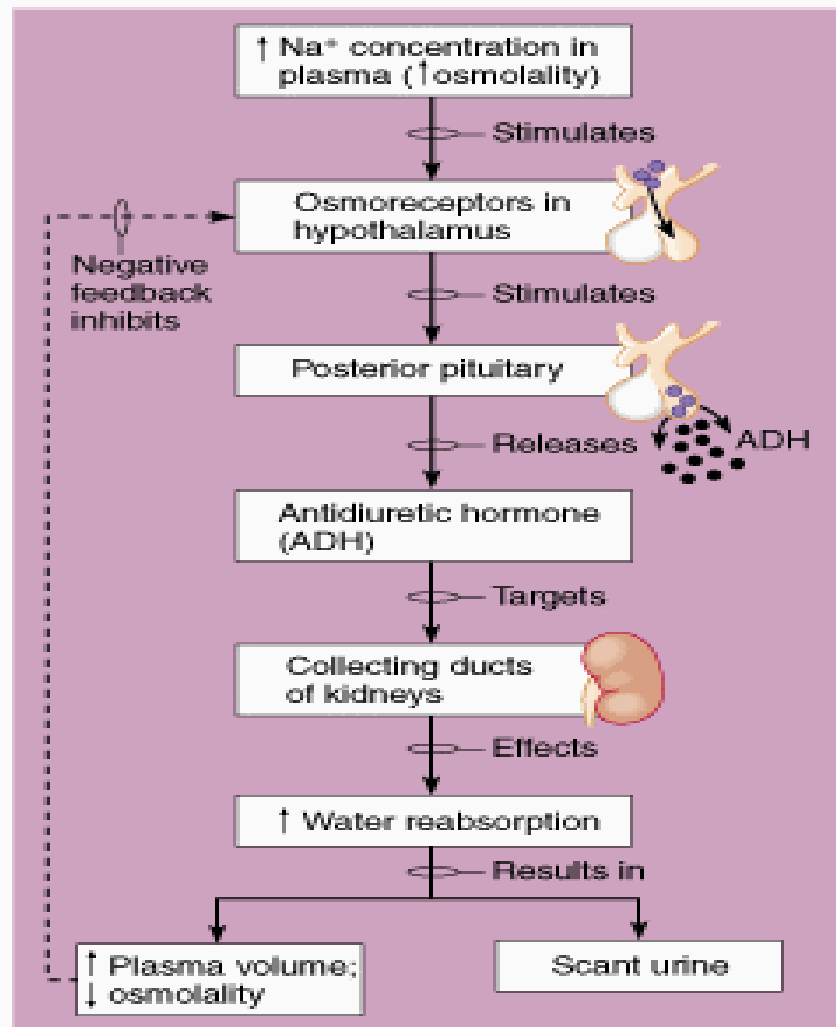 ↑ Na⁺ concentration in
plasma (↑osmolality)
Stimulates
Osmoreceptors in
hypothalamus
Negative
feedback
inhibits
Stimulates
Posterior pituitary
Releases
ADH
Antidiuretic hormone
(ADH)
Targets
Collecting ducts
of kidneys
Effects
↑ Water reabsorption
Results in
↑ Plasma volume;
↓ osmolality
Scant urine